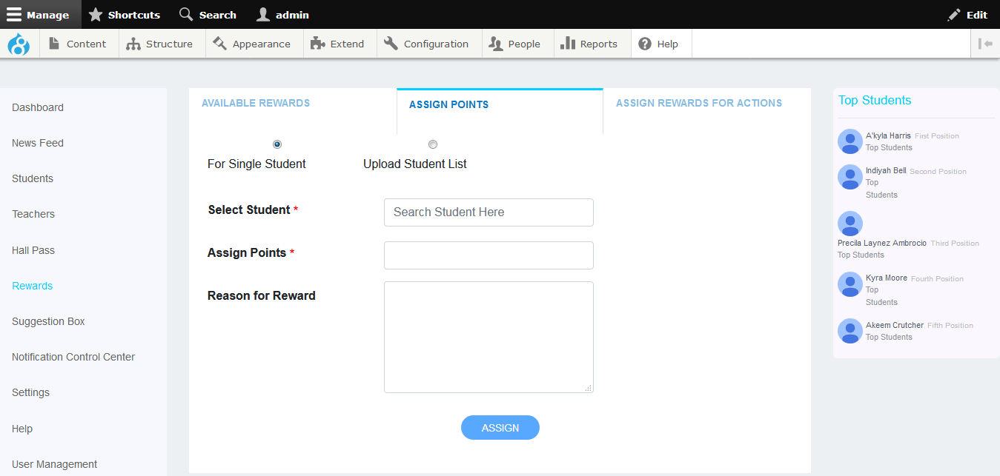 Manage Shortcuts Search admin Edit
Content Structure Appearance Extend Configuration People Reports Help
Dashboard
News Feed
Students
Teachers
Hall Pass
Rewards
Suggestion Box
Notification Control Center
Settings
Help
User Management
AVAILABLE REWARDS ASSIGN POINTS ASSIGN REWARDS FOR ACTIONS
For Single Student Upload Student List
Select Student * Search Student Here
Assign Points *
Reason for Reward
ASSIGN
Top Students
A'kyla Harris First Position
Top Students
Indiyah Bell Second Position
Top
Students
Precila Laynez Ambrocio Third Position
Top Students
Kyra Moore Fourth Position
Top
Students
Akeem Crutcher Fifth Position
Top Students